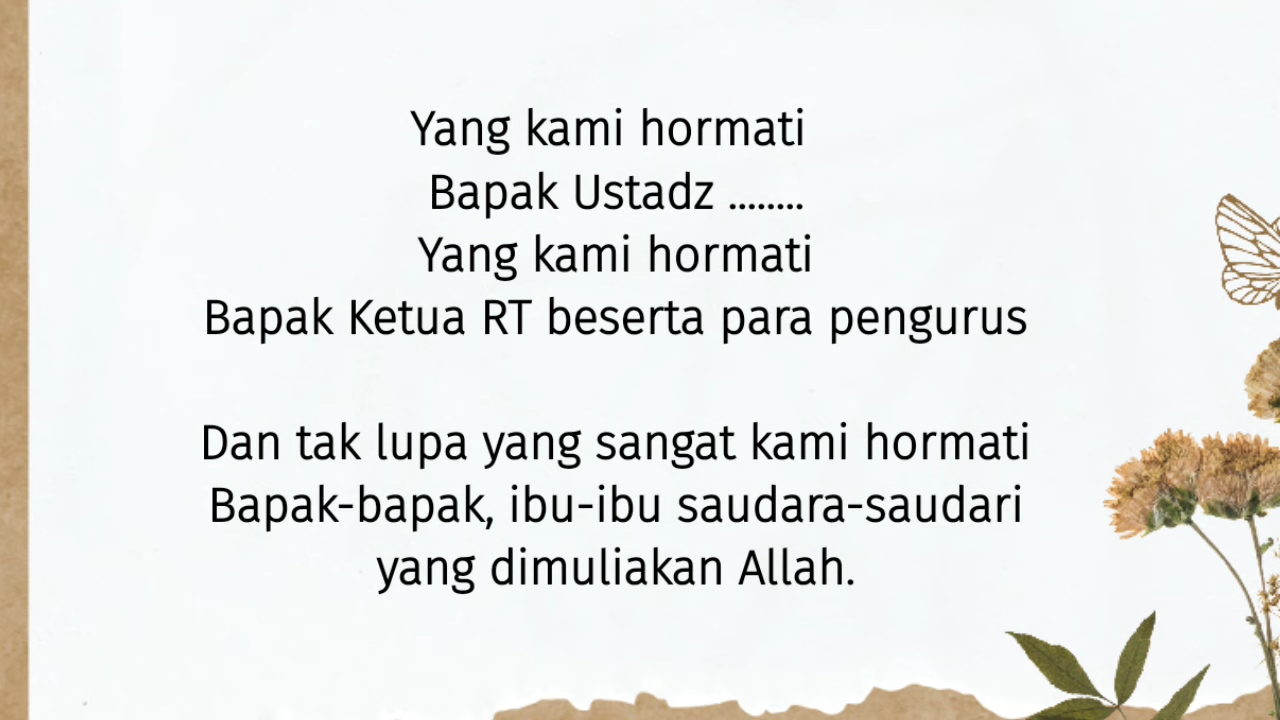 Yang kami hormati
Bapak Ustadz ........
Yang kami hormati
Bapak Ketua RT beserta para pengurus
Dan tak lupa yang sangat kami hormati
Bapak-bapak, ibu-ibu saudara-saudari
yang dimuliakan Allah.